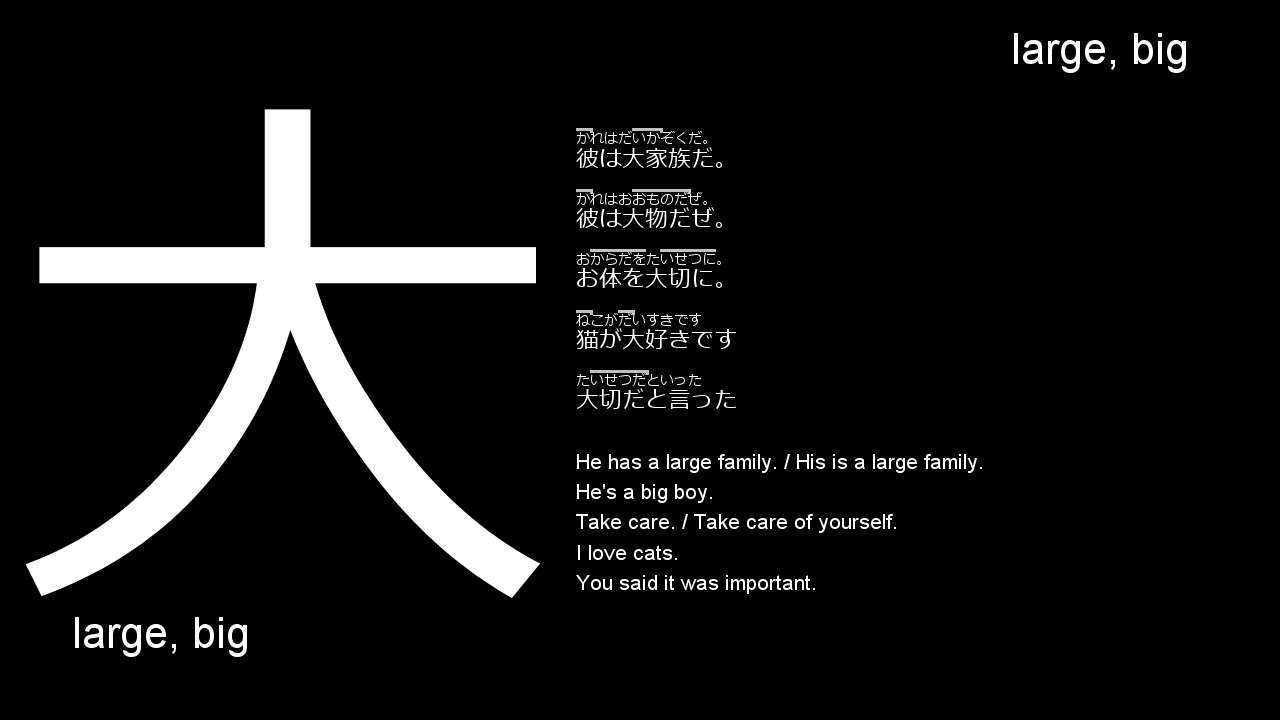 large, big
大
かれはだいかぞくだ。
彼は大家族だ。
かれはおおものだぜ。
彼は大物だぜ。
おからだをたいせつに。
お体を大切に。
ねこがだいすきです
猫が大好きです
たいせつだといった
大切だと言った
He has a large family. / His is a large family.
He's a big boy.
Take care. / Take care of yourself.
I love cats.
You said it was important.
large, big